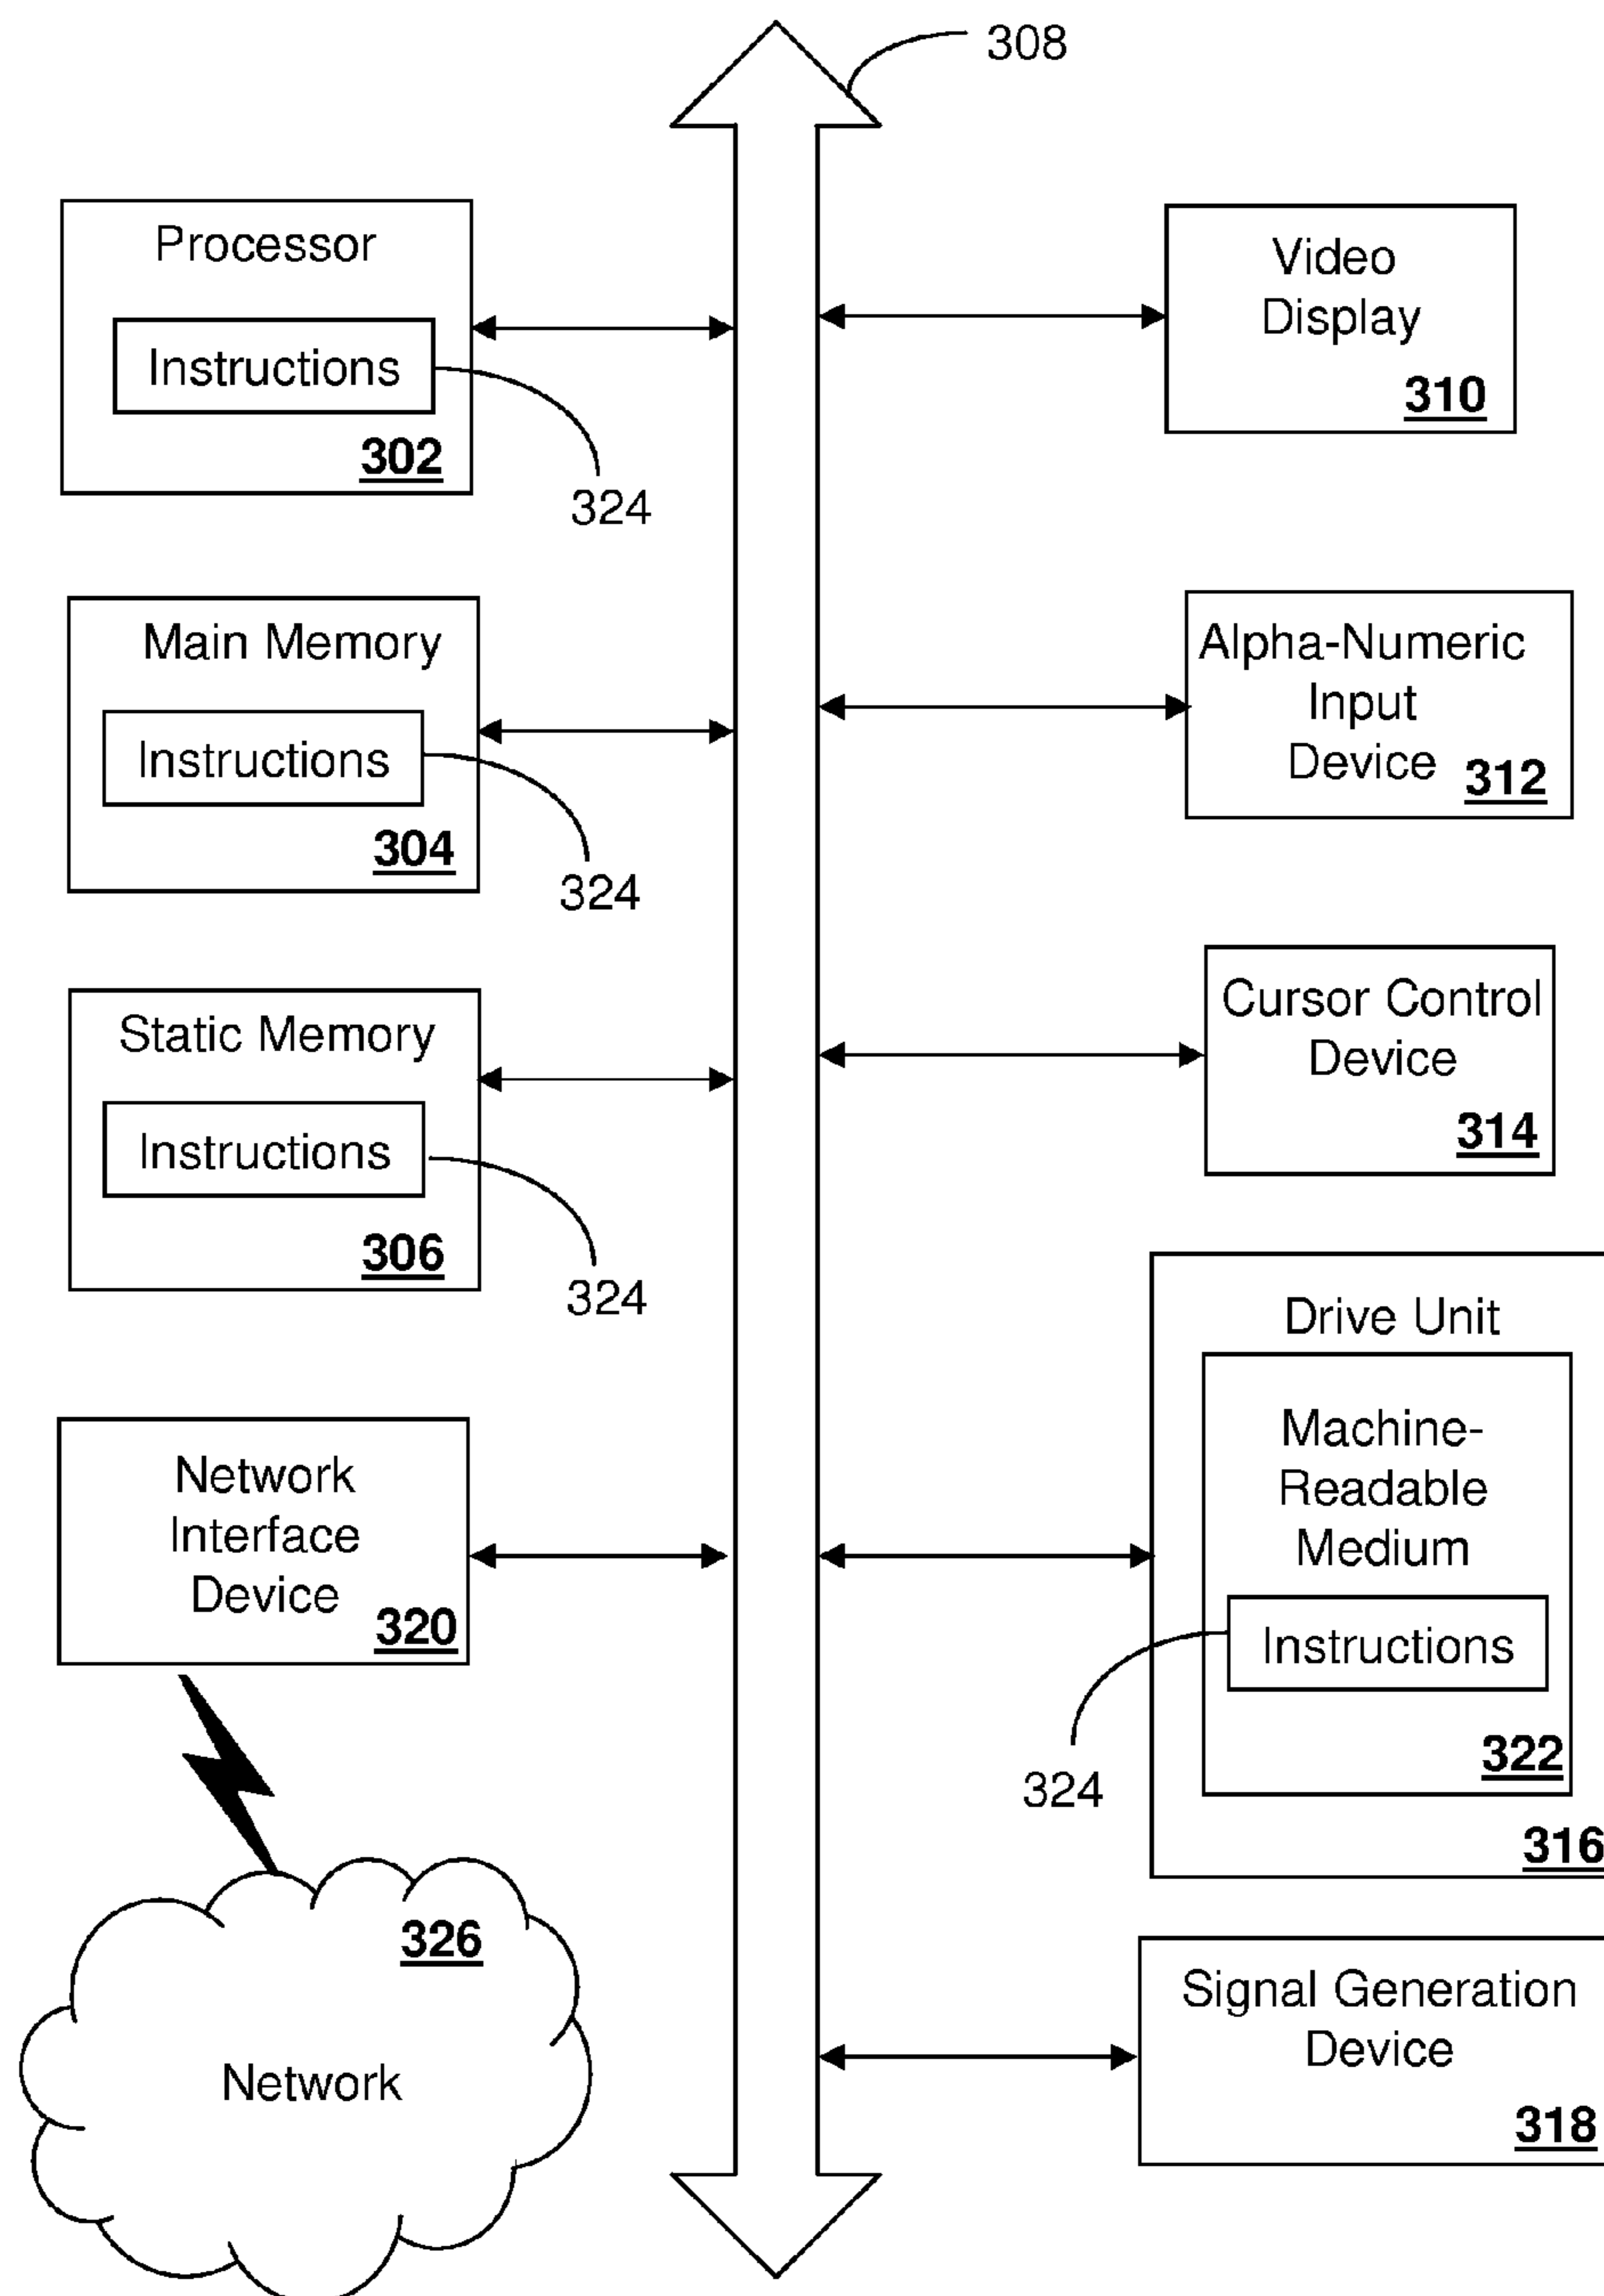 308
Processor
Instructions
302
324
Main Memory
Instructions
304
324
Static Memory
Instructions
306
324
Network
Interface
Device
320
326
Network
Video
Display
310
Alpha-Numeric
Input
Device
312
Cursor Control
Device
314
Drive Unit
Machine-
Readable
Medium
Instructions
322
324
316
Signal Generation
Device
318